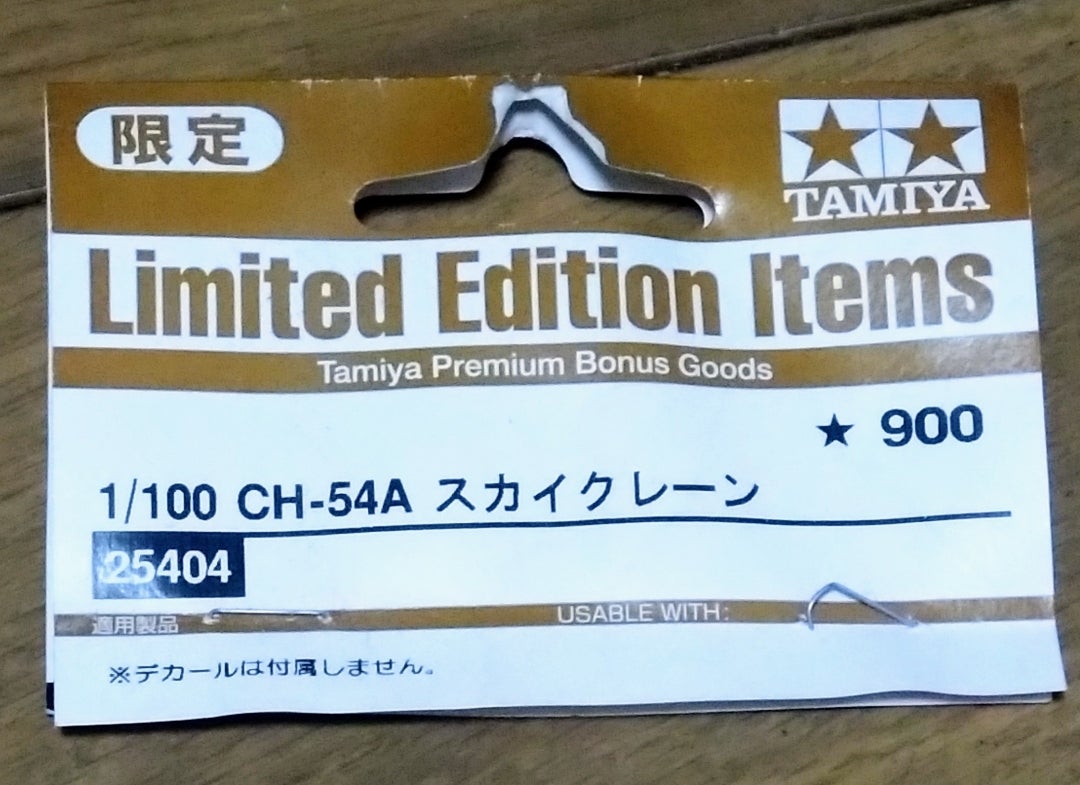 限定
TAMIYA
Limited Edition Items
Tamiya Premium Bonus Goods
★ 900
1/100 CH-54A スカイクレーン
25404
適用製品 USABLE WITH:
※デカールは付属しません。